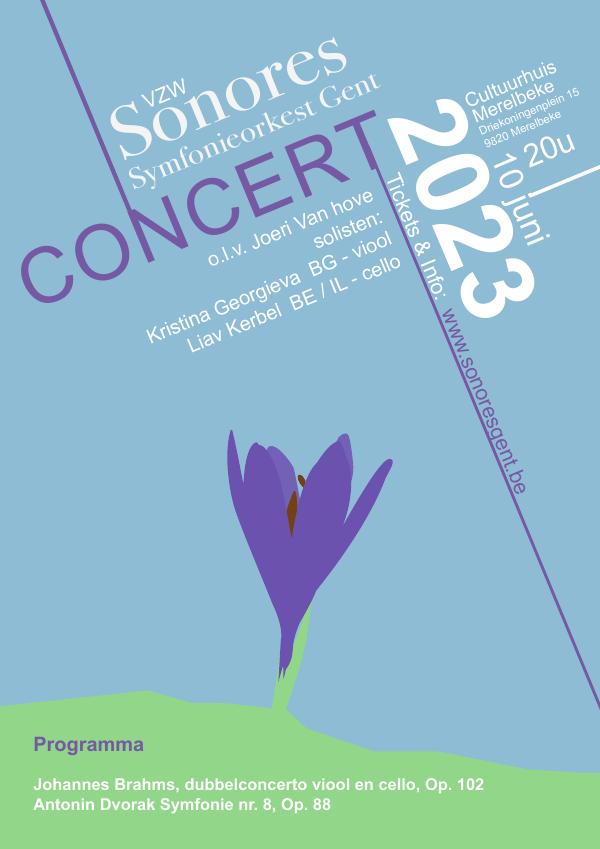 VZW
Sonores
Symfonieorkest Gent
CONCERT
o.l.v. Joeri Van hove
solisten:
Kristina Georgieva BG - viool
Liav Kerbel BE / IL - cello
2023
Cultuurhuis
Merelbeke
Driekoningenplein 15
9820 Merelbeke
20u
10 juni
Tickets & Info: www.sonoresgent.be
Programma
Johannes Brahms, dubbelconcerto viool en cello, Op. 102
Antonin Dvorak Symfonie nr. 8, Op. 88